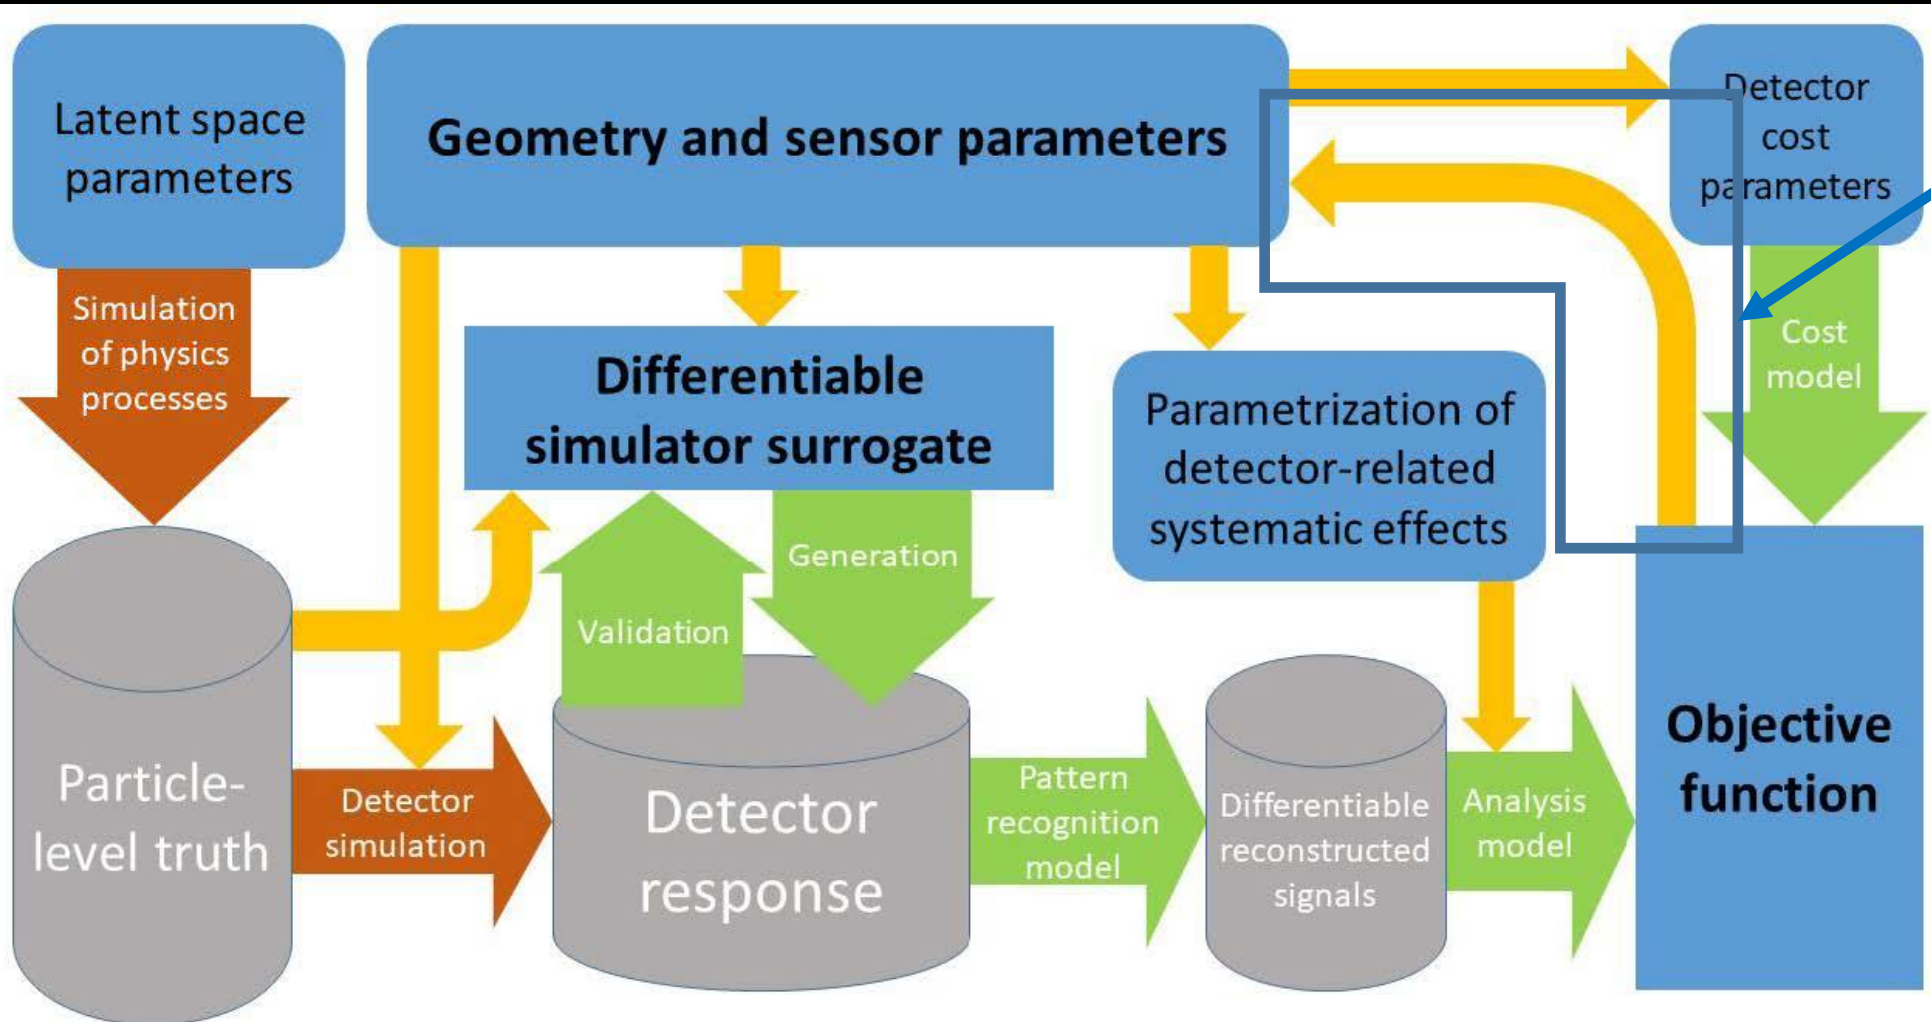 Latent space
parameters
Geometry and sensor parameters
Detector
cost
parameters
Simulation
of physics
processes
Differentiable
simulator surrogate
Parametrization of
detector-related
systematic effects
Cost
model
Validation
Generation
Particle-
level truth
Detector
simulation
Detector
response
Pattern
recognition
model
Differentiable
reconstructed
signals
Analysis
model
Objective
function